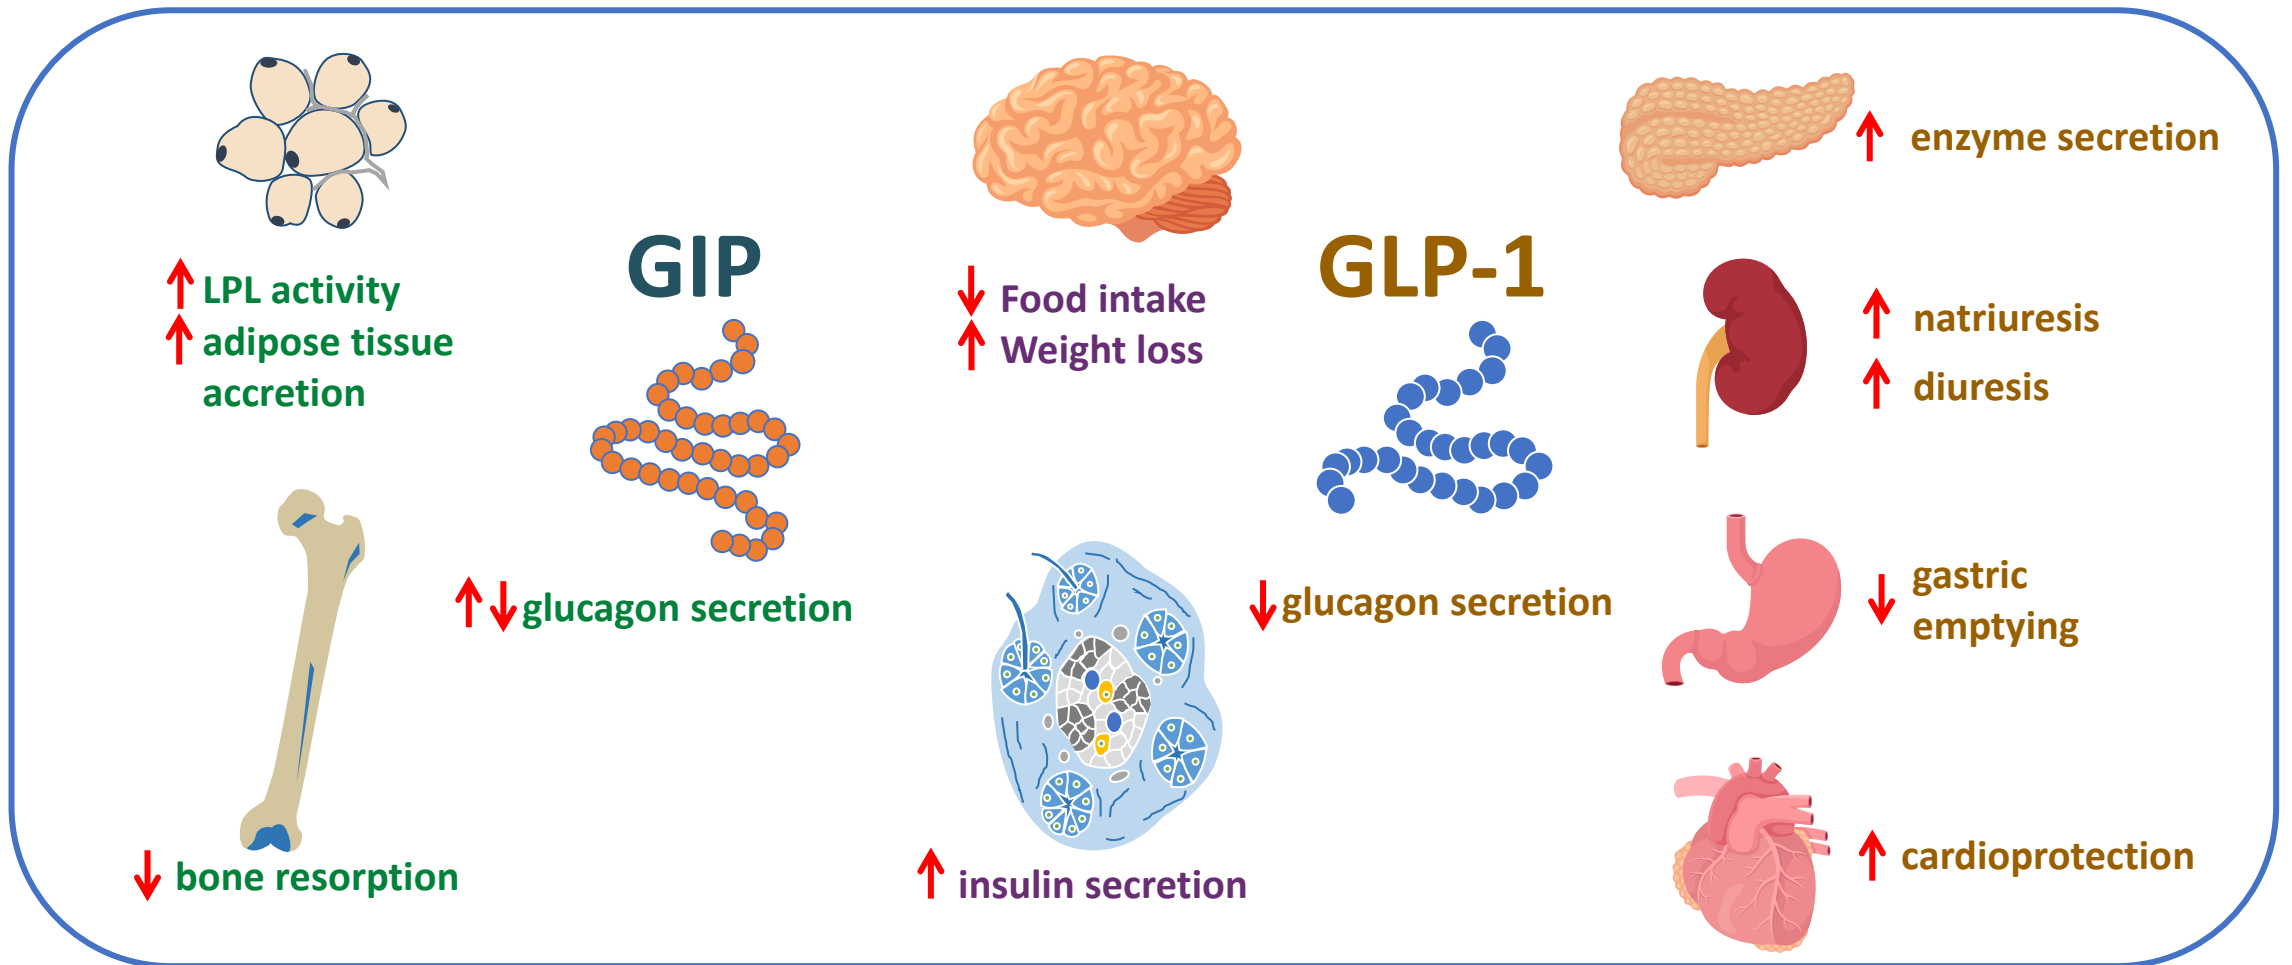 GIP
LPL activity
adipose tissue
accretion
glucagon secretion
bone resorption
Food intake
Weight loss
insulin secretion
GLP-1
glucagon secretion
enzyme secretion
natriuresis
diuresis
gastric
emptying
cardioprotection